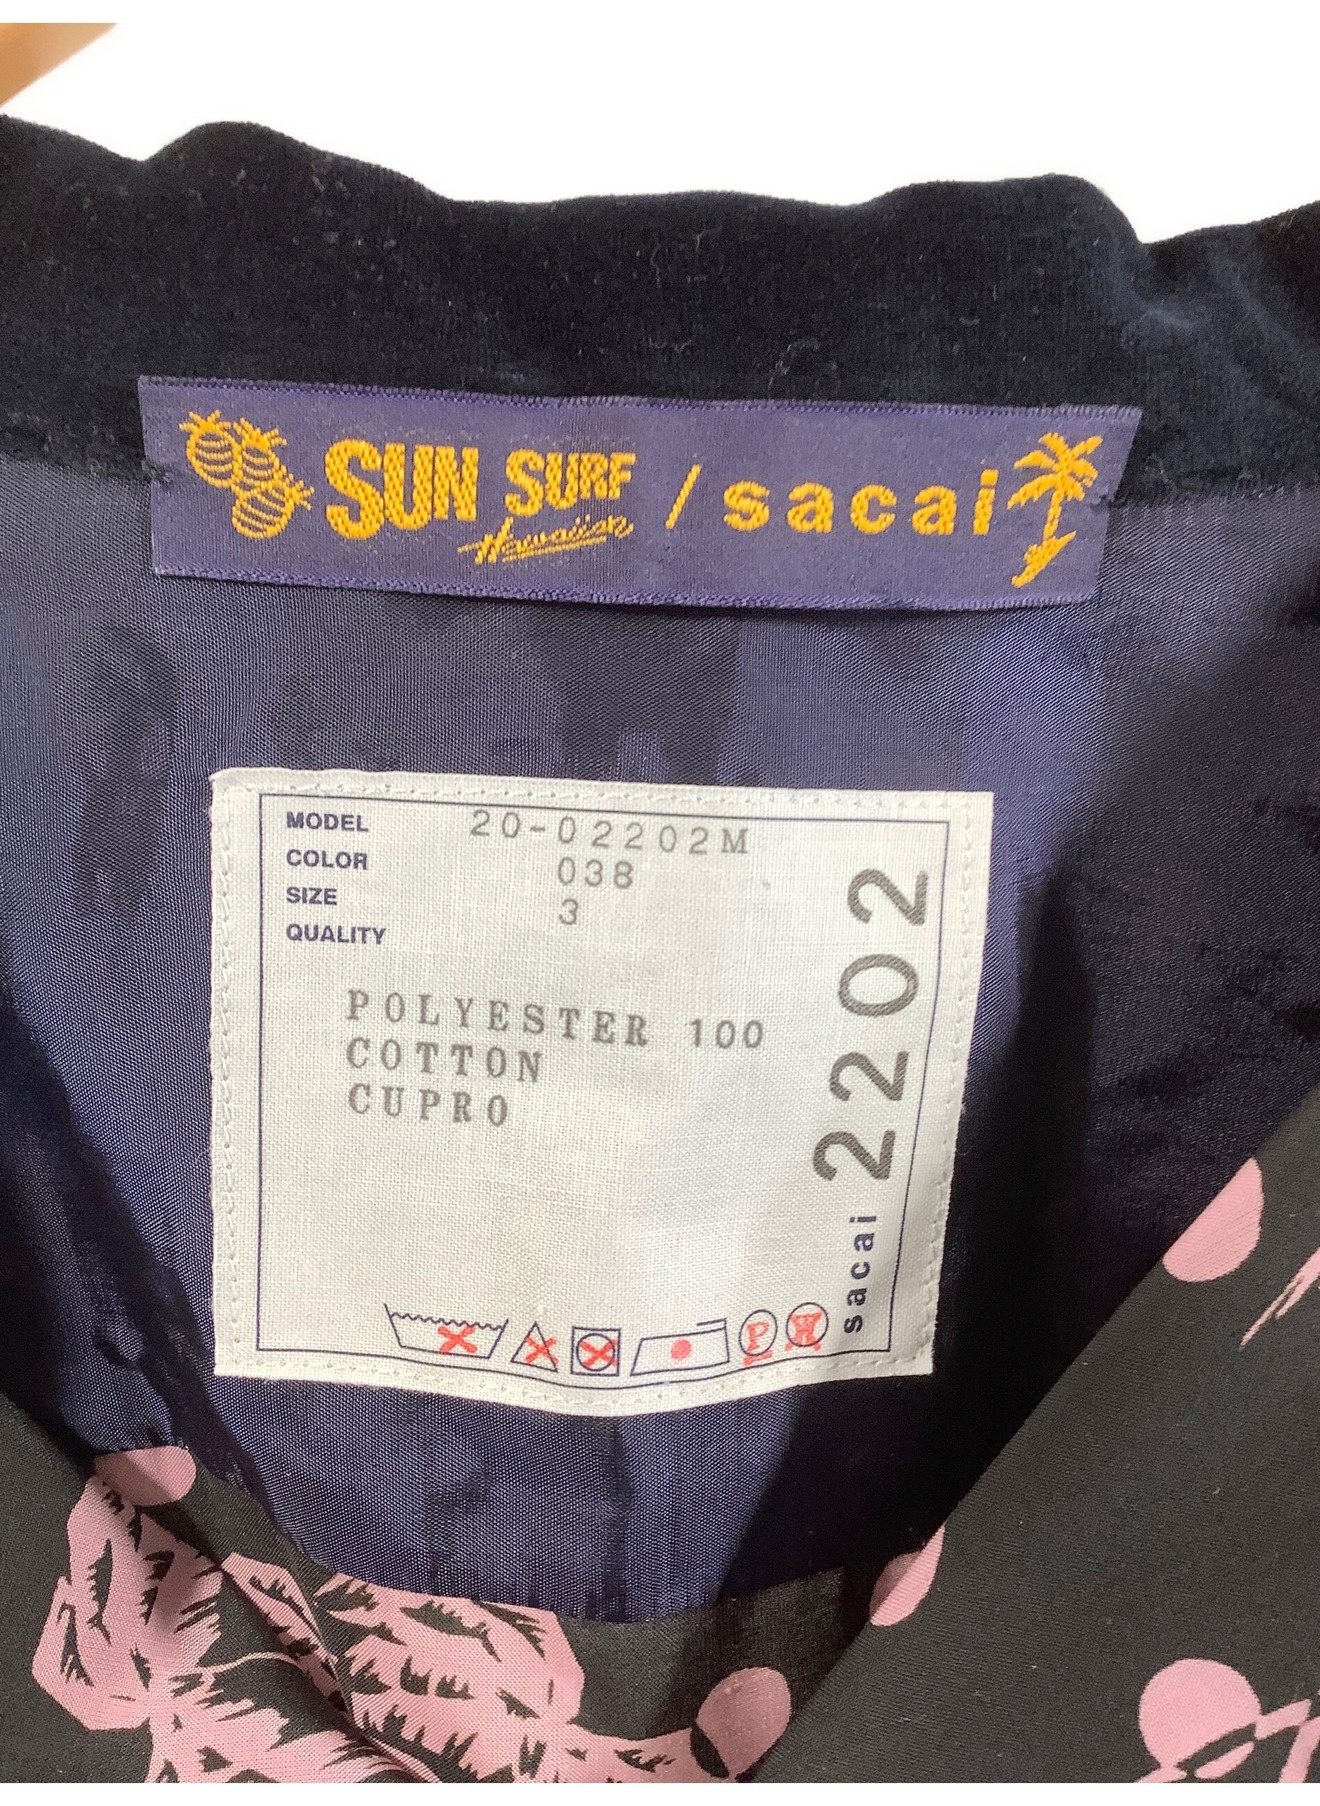 SUN SURF / sacai
Hawaiian
MODEL 20-02202M
COLOR 038
SIZE 3
QUALITY
POLYESTER 100
COTTON
CUPRO
sacai 2202
P W